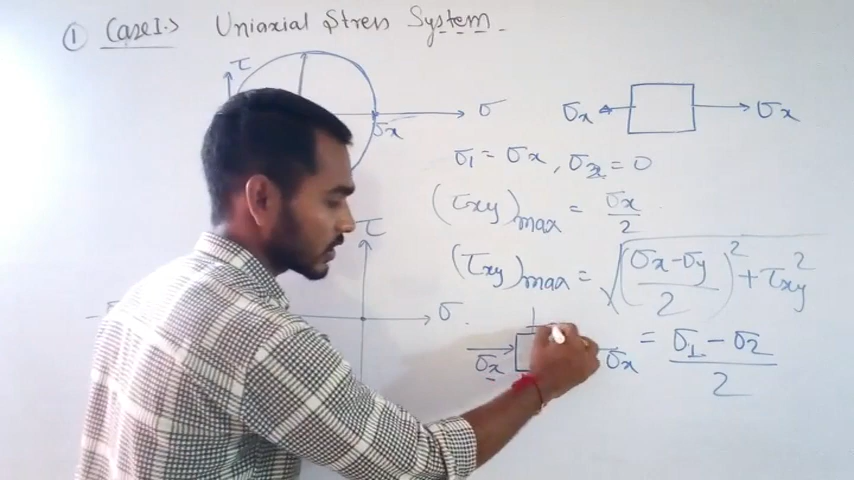 ① Case I:> Uniaxial Stress System.
τ
σ
σx
σx σx
σ1 = σx , σ2 = 0
(τxy)max = σx/2
τ
(τxy)max = √((σx-σy)/2)² + τxy²
σ.
σx σx
= (σ1 - σ2)/2